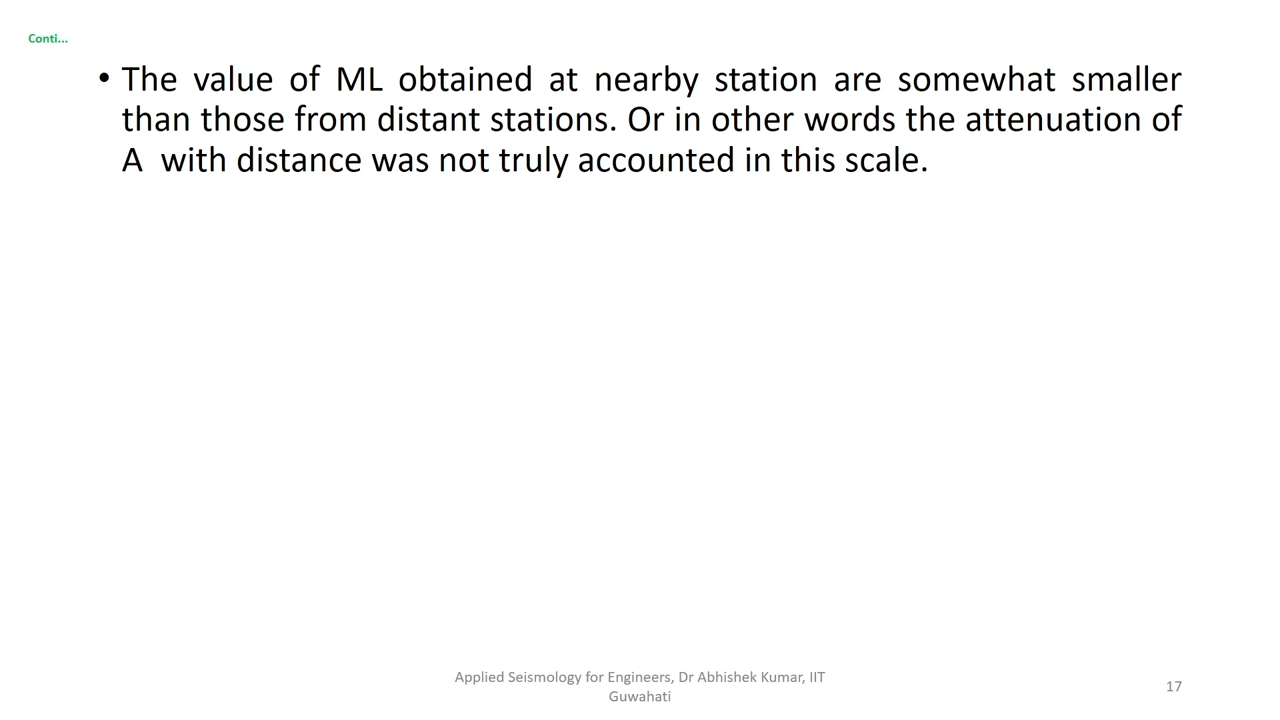 Conti...
• The value of ML obtained at nearby station are somewhat smaller
than those from distant stations. Or in other words the attenuation of
A with distance was not truly accounted in this scale.
Applied Seismology for Engineers, Dr Abhishek Kumar, IIT
Guwahati
17